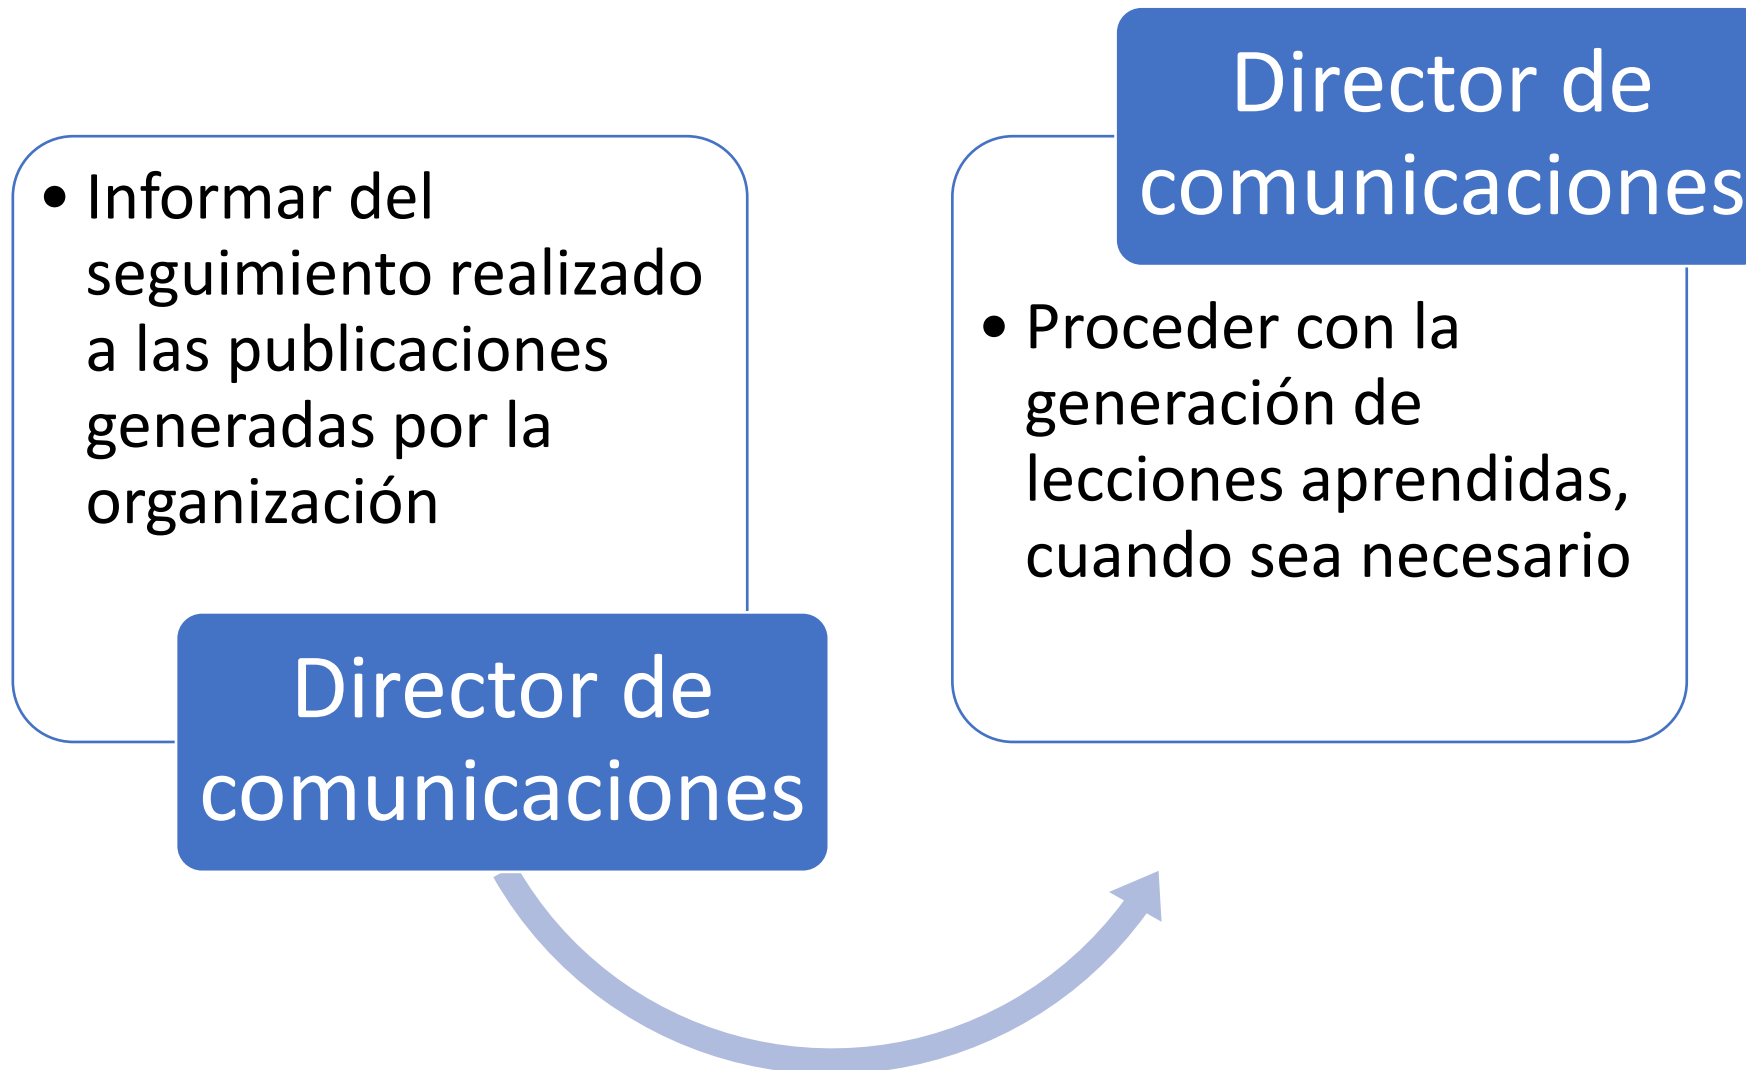 • Informar del
seguimiento realizado
a las publicaciones
generadas por la
organización
Director de
comunicaciones
Director de
comunicaciones
• Proceder con la
generación de
lecciones aprendidas,
cuando sea necesario